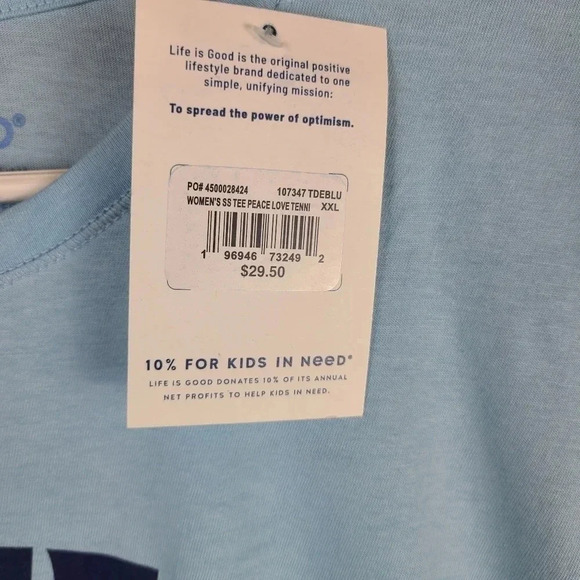 Life is Good is the original positive
lifestyle brand dedicated to one
simple, unifying mission:
To spread the power of optimism.
PO# 4500028424 107347 TDEBLU
WOMEN'S SS TEE PEACE LOVE TENNI XXL
1 96946 73249 2
$29.50
10% FOR KIDS IN NeeD®
LIFE IS GOOD DONATES 10% OF ITS ANNUAL
NET PROFITS TO HELP KIDS IN NEED.